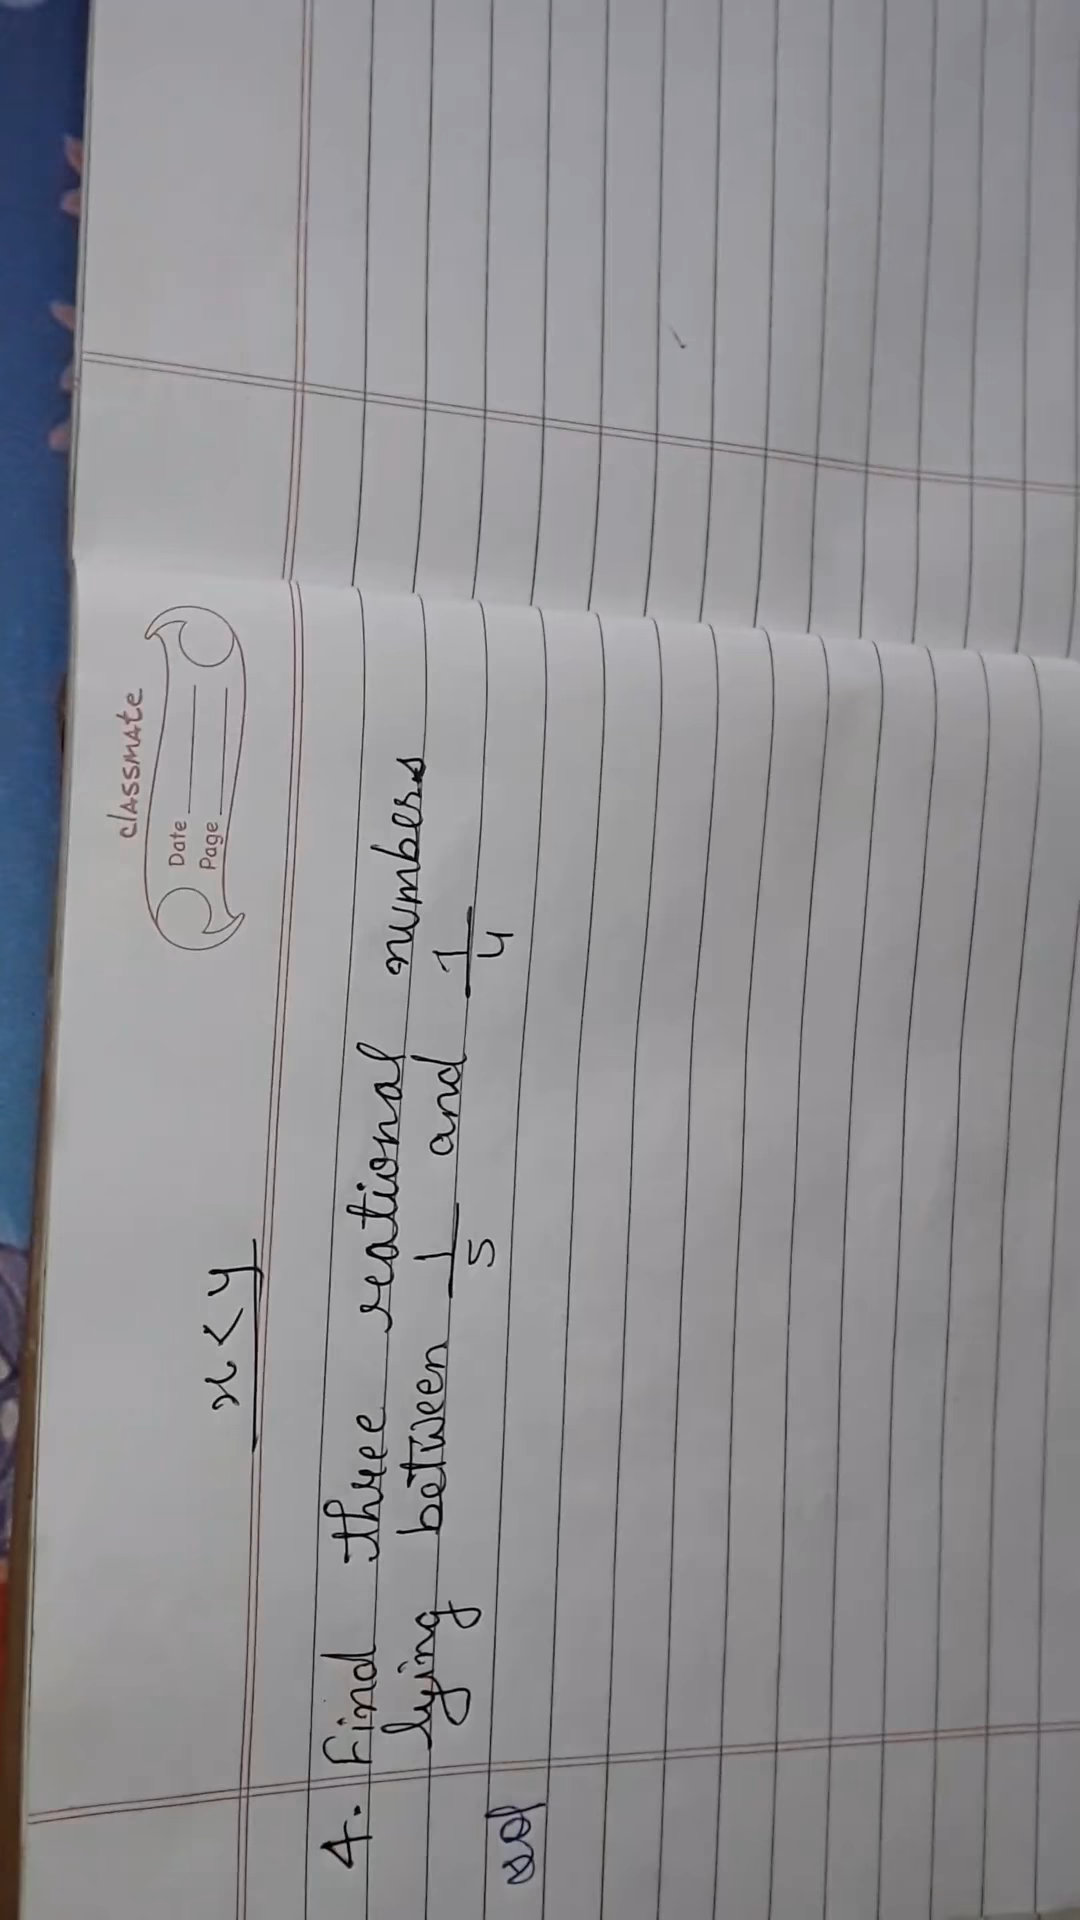 classmate
Date
Page
x < y
4. Find three rational numbers
lying between 1/5 and 1/4
sol